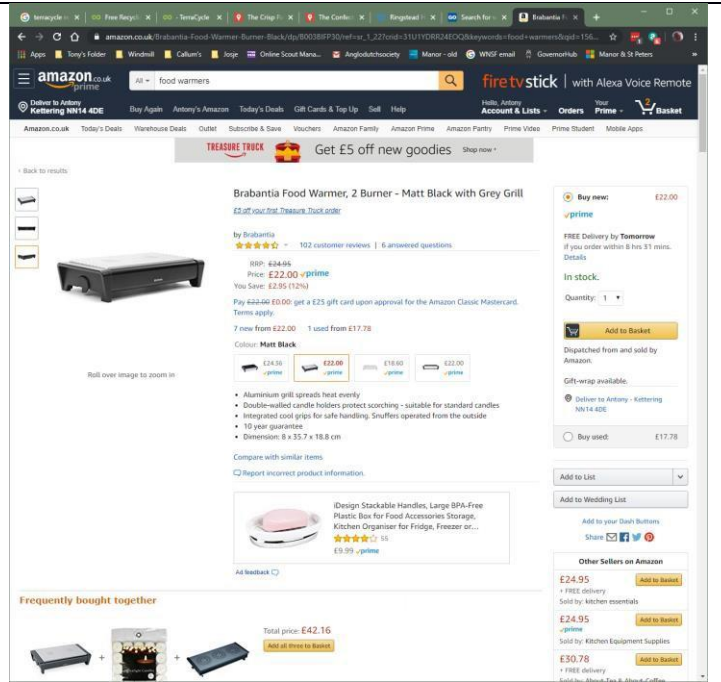 terracycle
Free Recycl
- TerraCycle
The Crisp
Ringstead
Search for
Brabantia F
amazon.co.uk/Brabantia-Food-Warmer-Burner-Black/dp/
Apps
Tony's Folder
Windmill
Callum's
Josje
Online Scout Mana...
Anglodutchsociety
Manor - old
WNSF email
GovernorHub
Manor & St Peters
amazon.co.uk
prime
All
food warmers
fire tv stick | with Alexa Voice Remote
Deliver to Antony
Kettering NN14 4DE
Buy Again
Antony's Amazon
Today's Deals
Gift Cards & Top Up
Sell
Help
Hello, Antony
Account & Lists
Orders
Your
Prime
2
Basket
Amazon.co.uk
Today's Deals
Warehouse Deals
Outlet
Subscribe & Save
Vouchers
Amazon Family
Amazon Prime
Amazon Pantry
Prime Video
Prime Student
Mobile Apps
TREASURE TRUCK
Get £5 off new goodies
Shop now
‹ Back to results
Brabantia Food Warmer, 2 Burner - Matt Black with Grey Grill
£5 off your first Treasure Truck order
by Brabantia
102 customer reviews | 6 answered questions
RRP: £24.95
Price: £22.00 prime
You Save: £2.95 (12%)
Pay £22.00 £0.00: get a £25 gift card upon approval for the Amazon Classic Mastercard.
Terms apply.
7 new from £22.00
1 used from £17.78
Colour: Matt Black
£24.36
prime
£22.00
prime
£18.60
prime
£22.00
prime
Roll over image to zoom in
• Aluminium grill spreads heat evenly
• Double-walled candle holders protect scorching - suitable for standard candles
• Integrated cool grips for safe handling. Snuffers operated from the outside
• 10 year guarantee
• Dimension: 8 x 35.7 x 18.8 cm
Compare with similar items
Report incorrect product information.
iDesign Stackable Handles, Large BPA-Free
Plastic Box for Food Accessories Storage,
Kitchen Organiser for Fridge, Freezer or...
55
£9.99 prime
Ad feedback
Buy new:
£22.00
prime
FREE Delivery by Tomorrow
if you order within 8 hrs 51 mins.
Details
In stock.
Quantity: 1
Add to Basket
Dispatched from and sold by
Amazon.
Gift-wrap available.
Deliver to Antony - Kettering
NN14 4DE
Buy used:
£17.78
Add to List
Add to Wedding List
Add to your Dash Buttons
Share
Other Sellers on Amazon
£24.95
Add to Basket
+ FREE delivery
Sold by: kitchen essentials
£24.95
Add to Basket
prime
Sold by: Kitchen Equipment Supplies
£30.78
Add to Basket
+ FREE delivery
Sold by: About-Tea & About-Coffee
Frequently bought together
+
+
Total price: £42.16
Add all three to Basket